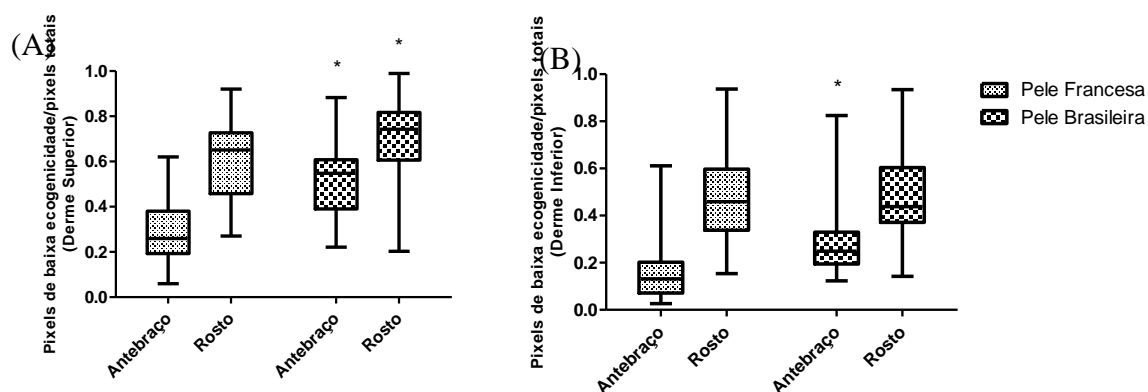 (A)
Pixels de baixa ecogenicidade/pixels totais
(Derme Superior)
1.0
0.8
0.6
0.4
0.2
0.0
*
*
Antebraço
Rosto
Antebraço
Rosto
(B)
Pixels de baixa ecogenicidade/pixels totais
(Derme Inferior)
1.0
0.8
0.6
0.4
0.2
0.0
*
Antebraço
Rosto
Antebraço
Rosto
Pele Francesa
Pele Brasileira